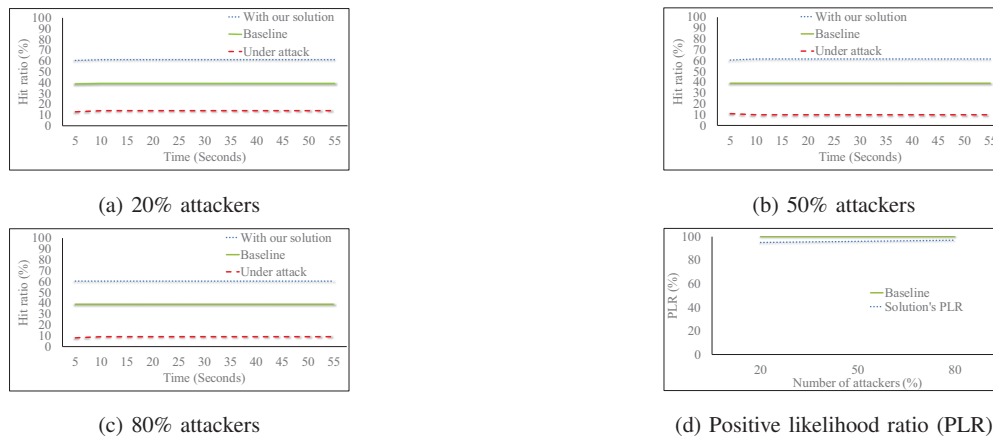 100
90
80
70
60
50
40
30
20
10
0
Hit ratio (%)
With our solution
Baseline
Under attack
5 10 15 20 25 30 35 40 45 50 55
Time (Seconds)
(a) 20% attackers
100
90
80
70
60
50
40
30
20
10
0
Hit ratio (%)
With our solution
Baseline
Under attack
5 10 15 20 25 30 35 40 45 50 55
Time (Seconds)
(b) 50% attackers
100
90
80
70
60
50
40
30
20
10
0
Hit ratio (%)
With our solution
Baseline
Under attack
5 10 15 20 25 30 35 40 45 50 55
Time (Seconds)
(c) 80% attackers
100
80
60
40
20
0
PLR (%)
Baseline
Solution's PLR
20 50 80
Number of attackers (%)
(d) Positive likelihood ratio (PLR)